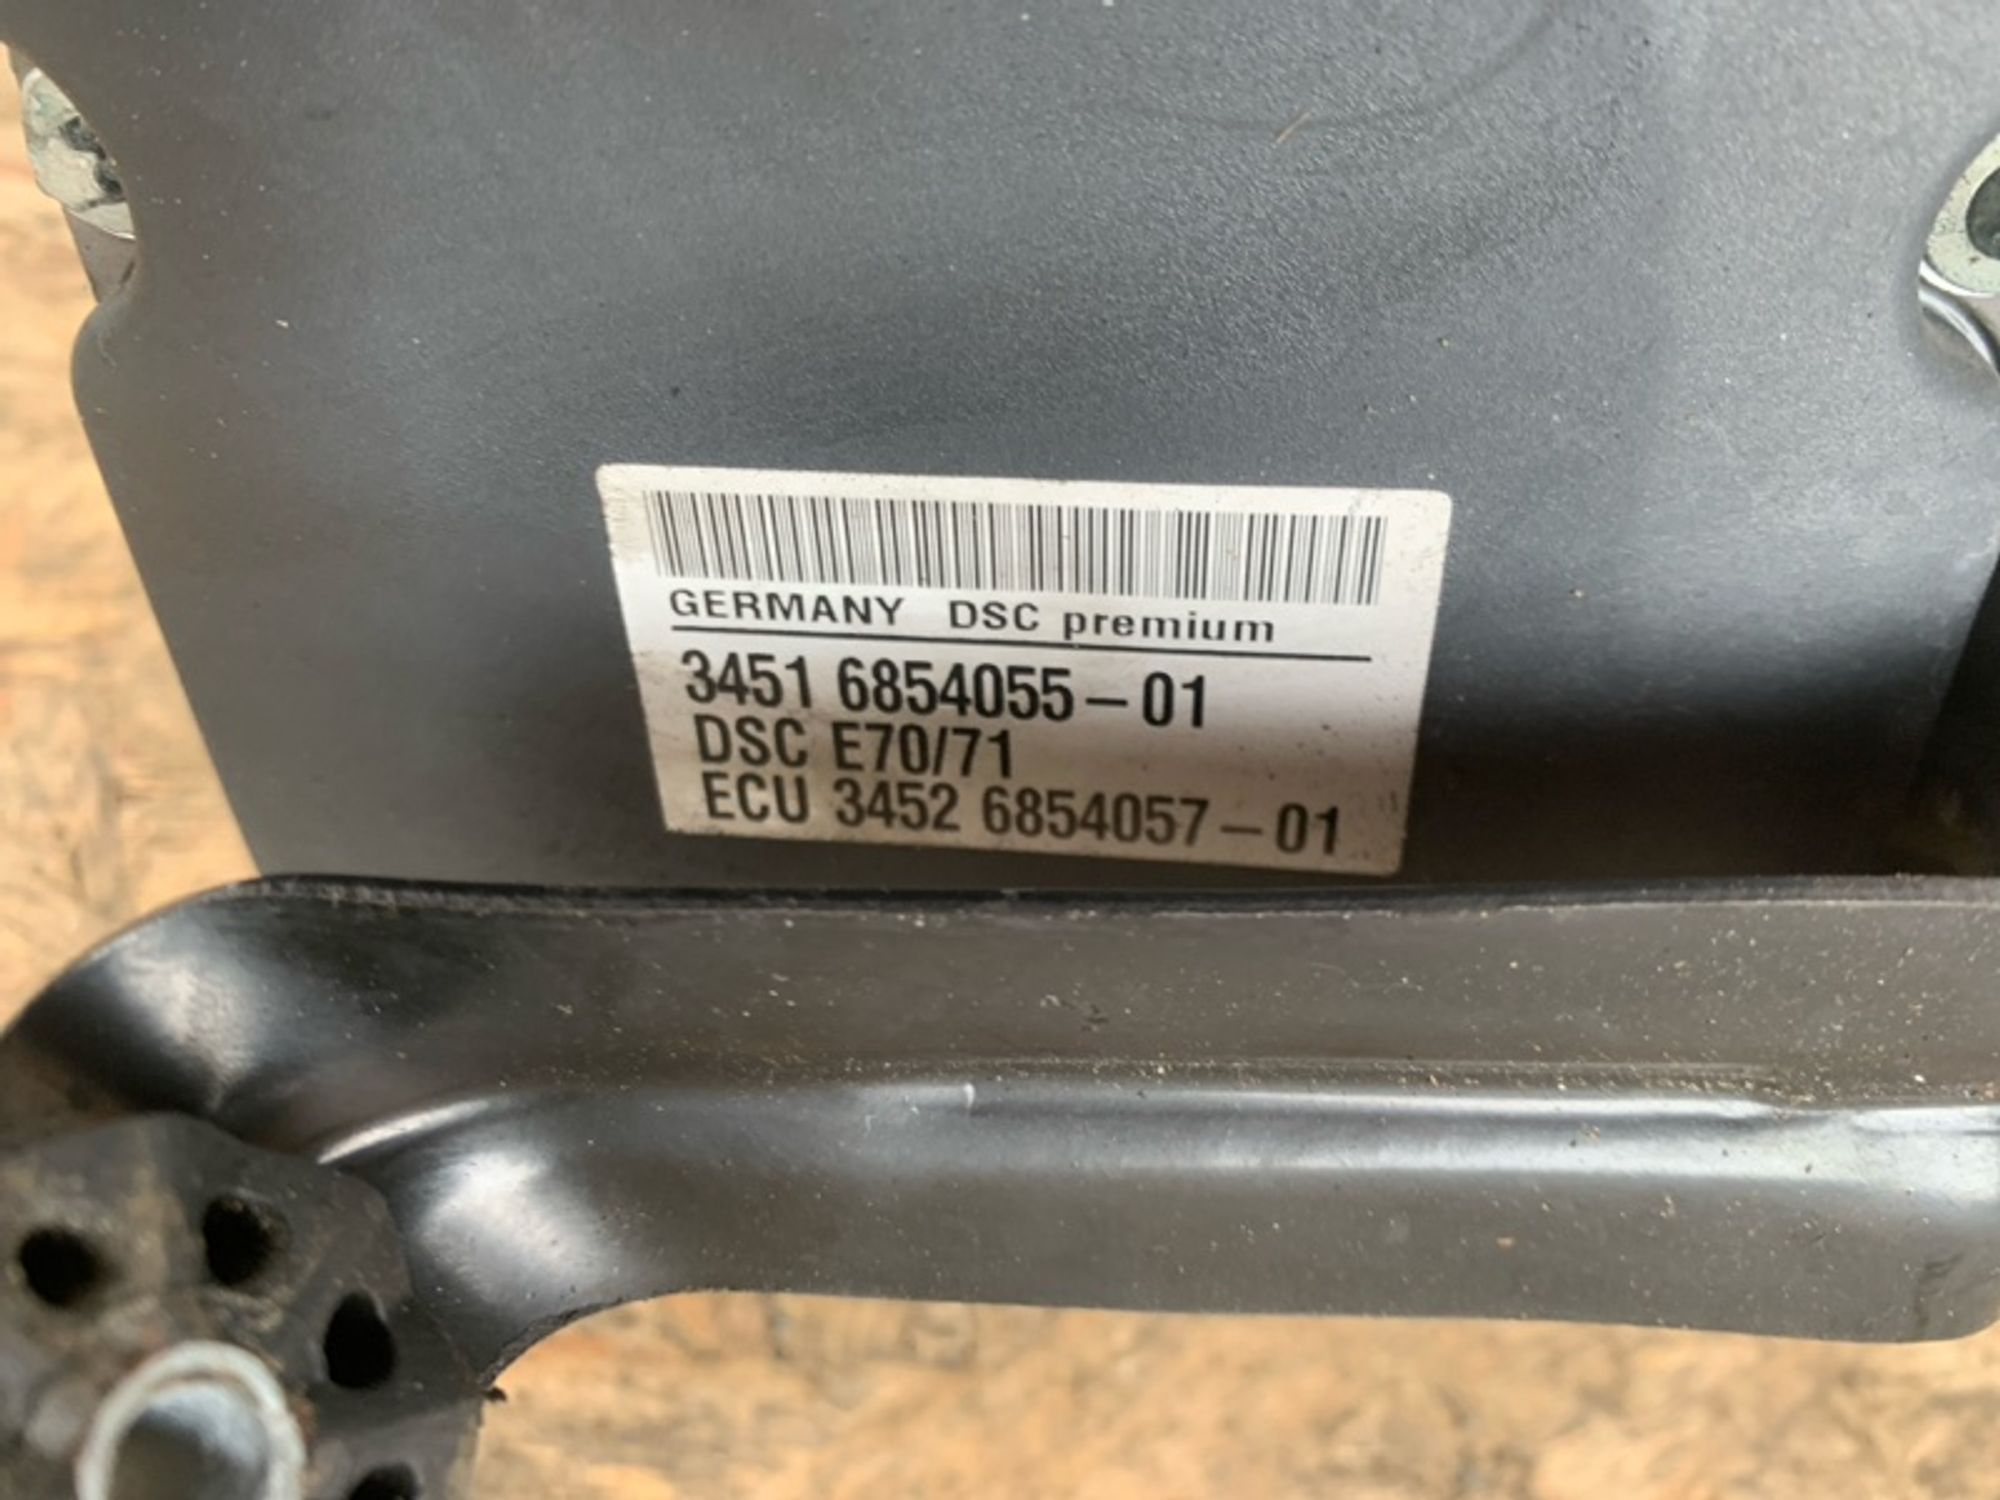 GERMANY DSC premium
3451 6854055-01
DSC E70/71
ECU 3452 6854057-01